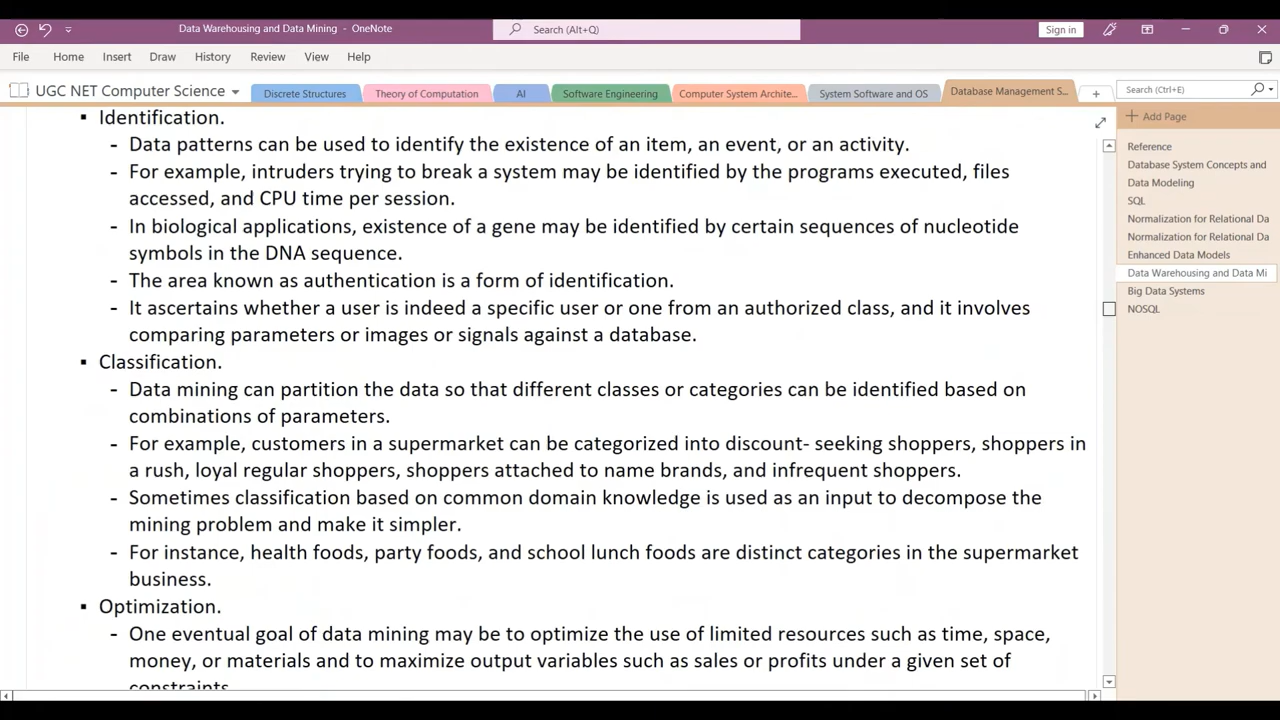 Data Warehousing and Data Mining - OneNote
Search (Alt+Q)
Sign in
File Home Insert Draw History Review View Help
UGC NET Computer Science
Discrete Structures
Theory of Computation
AI
Software Engineering
Computer System Archite...
System Software and OS
Database Management S...
+
Search (Ctrl+E)
Identification.
- Data patterns can be used to identify the existence of an item, an event, or an activity.
- For example, intruders trying to break a system may be identified by the programs executed, files
accessed, and CPU time per session.
- In biological applications, existence of a gene may be identified by certain sequences of nucleotide
symbols in the DNA sequence.
- The area known as authentication is a form of identification.
- It ascertains whether a user is indeed a specific user or one from an authorized class, and it involves
comparing parameters or images or signals against a database.
Classification.
- Data mining can partition the data so that different classes or categories can be identified based on
combinations of parameters.
- For example, customers in a supermarket can be categorized into discount- seeking shoppers, shoppers in
a rush, loyal regular shoppers, shoppers attached to name brands, and infrequent shoppers.
- Sometimes classification based on common domain knowledge is used as an input to decompose the
mining problem and make it simpler.
- For instance, health foods, party foods, and school lunch foods are distinct categories in the supermarket
business.
Optimization.
- One eventual goal of data mining may be to optimize the use of limited resources such as time, space,
money, or materials and to maximize output variables such as sales or profits under a given set of
constraints.
+ Add Page
Reference
Database System Concepts and
Data Modeling
SQL
Normalization for Relational Da
Normalization for Relational Da
Enhanced Data Models
Data Warehousing and Data Mi
Big Data Systems
NOSQL